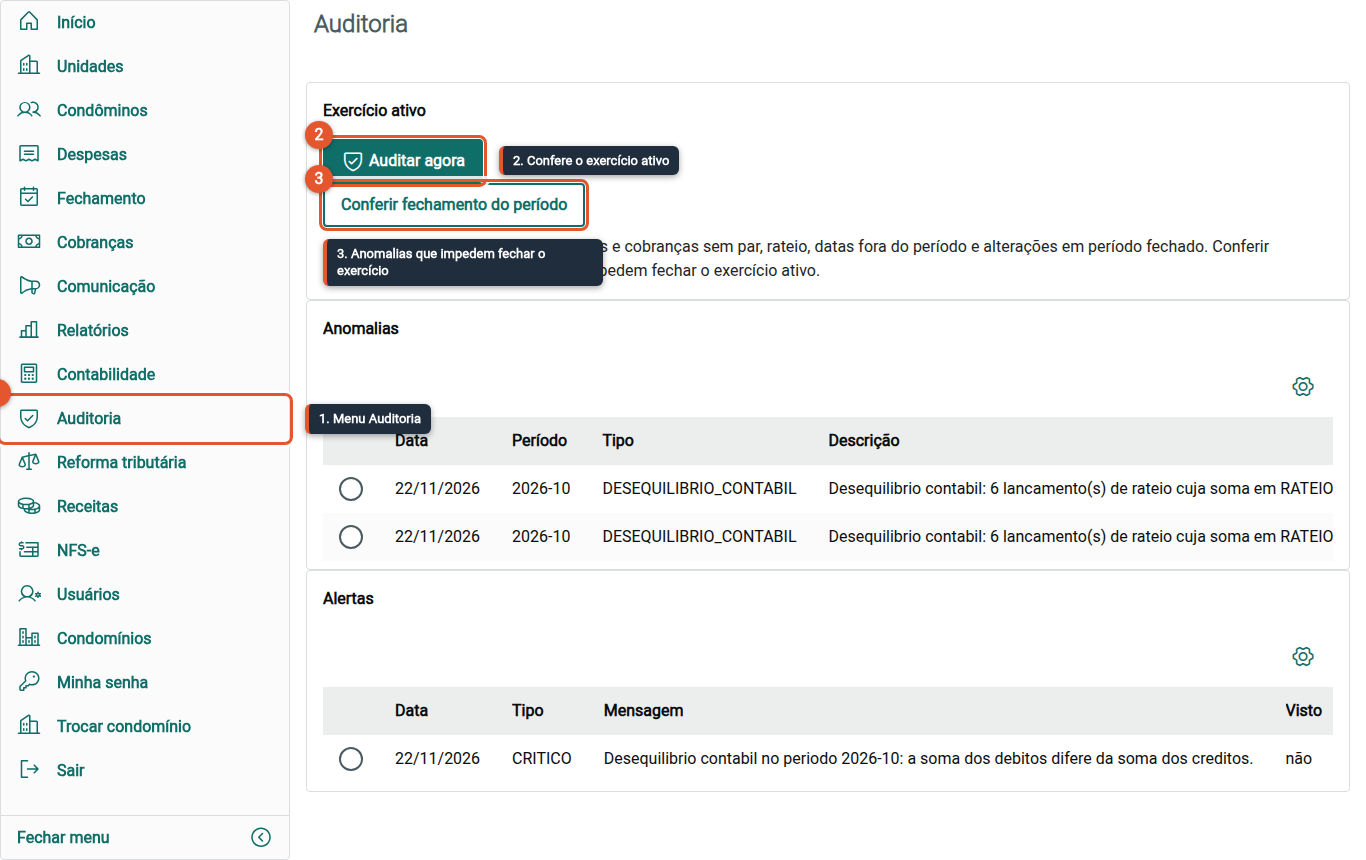 Início
Unidades
Condôminos
Despesas
Fechamento
Cobranças
Comunicação
Relatórios
Contabilidade
Auditoria
Reforma tributária
Receitas
NFS-e
Usuários
Condomínios
Minha senha
Trocar condomínio
Sair
Fechar menu
Auditoria
Exercício ativo
2
Auditar agora
2. Confere o exercício ativo
3
Conferir fechamento do período
3. Anomalias que impedem fechar o
exercício
s e cobranças sem par, rateio, datas fora do período e alterações em período fechado. Conferir
pedem fechar o exercício ativo.
Anomalias
1. Menu Auditoria
Data Período Tipo Descrição
22/11/2026 2026-10 DESEQUILIBRIO_CONTABIL Desequilibrio contabil: 6 lancamento(s) de rateio cuja soma em RATEIO
22/11/2026 2026-10 DESEQUILIBRIO_CONTABIL Desequilibrio contabil: 6 lancamento(s) de rateio cuja soma em RATEIO
Alertas
Data Tipo Mensagem Visto
22/11/2026 CRITICO Desequilibrio contabil no periodo 2026-10: a soma dos debitos difere da soma dos creditos. não